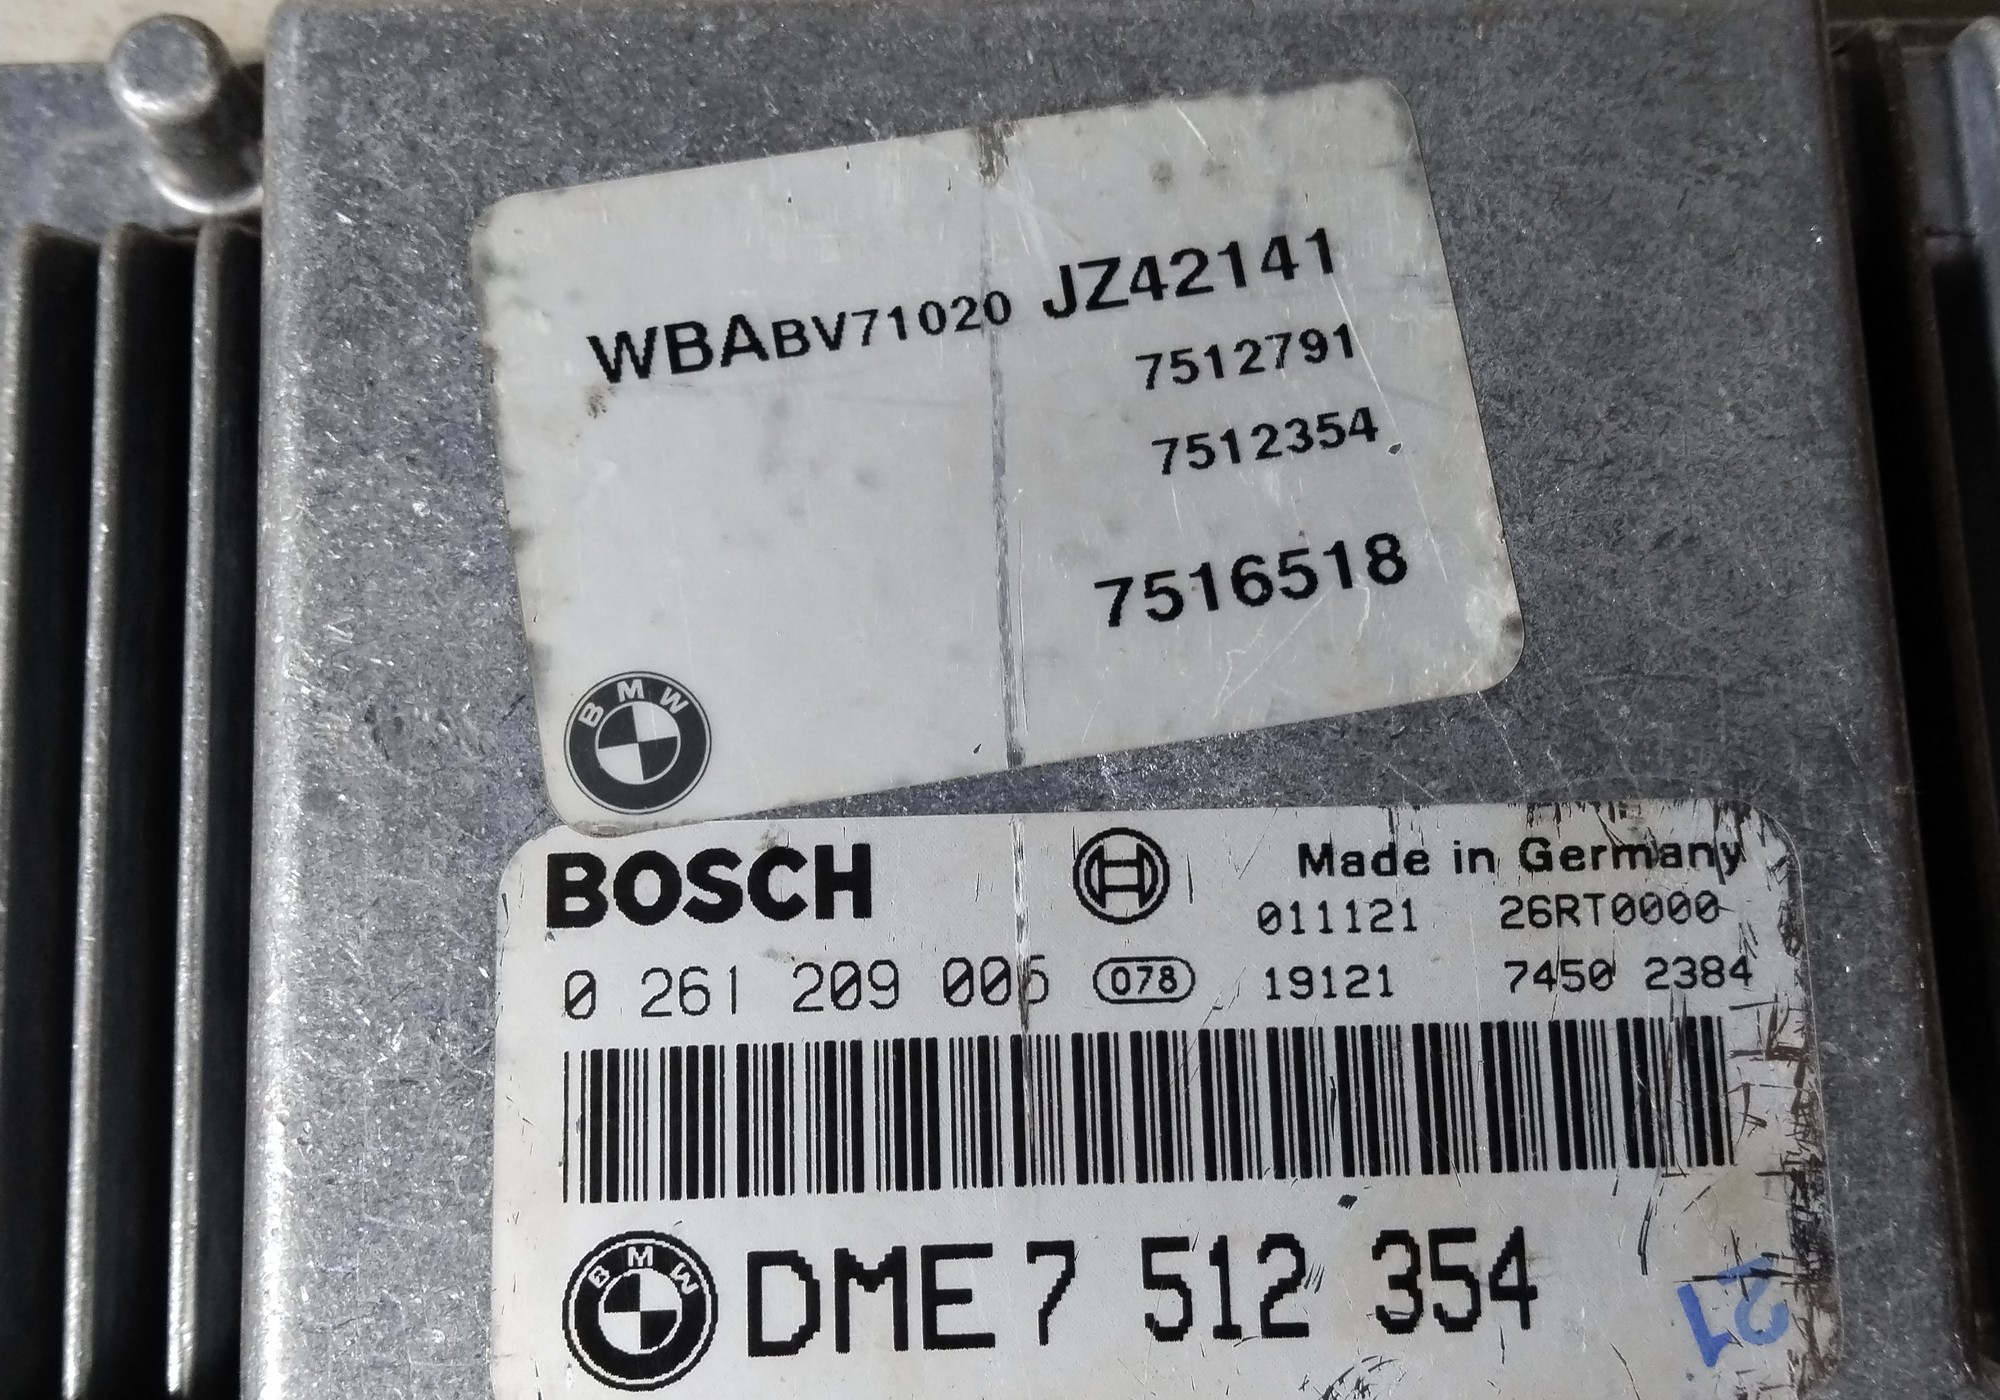 WBABV71020 JZ42141
7512791
7512354
7516518
BMW
BOSCH Made in Germany
011121 26RT0000
0 261 209 006 078 19121 7450 2384
BMW DME 7 512 354
21